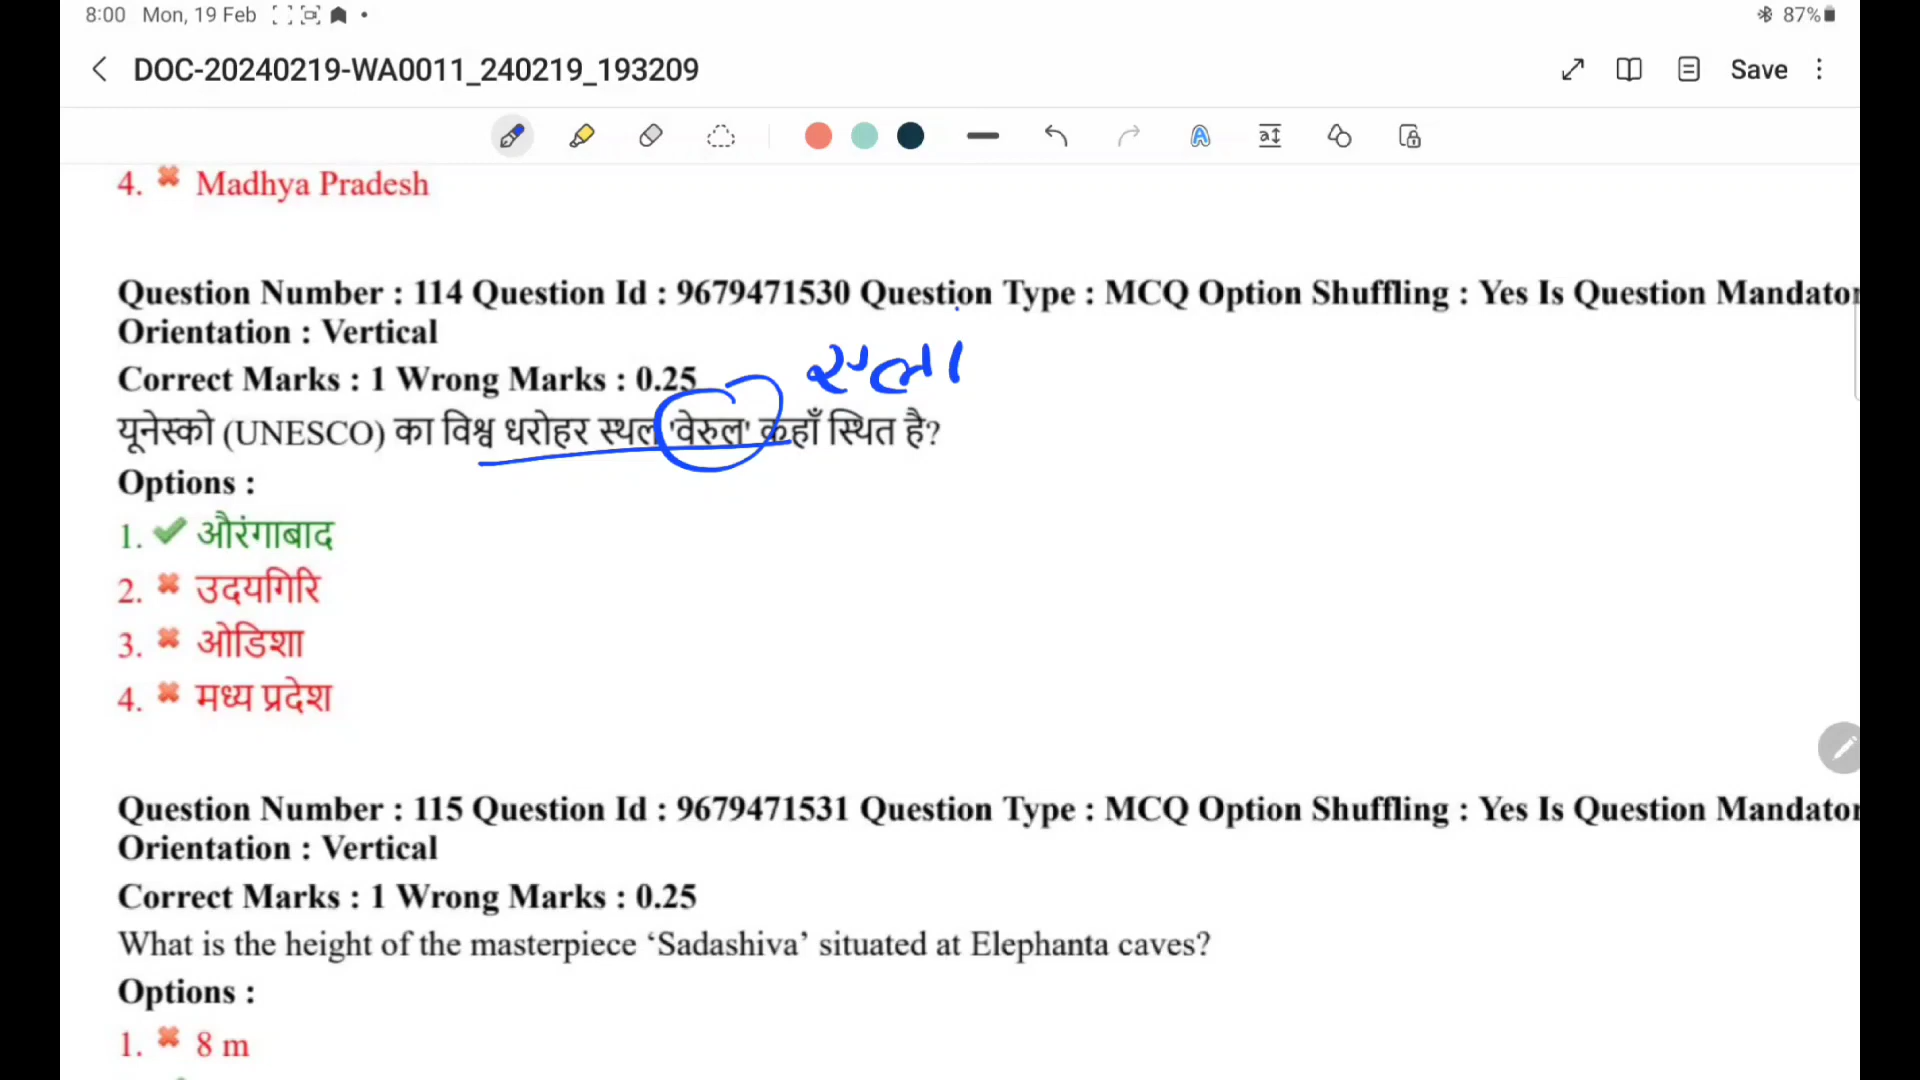 8:00 Mon, 19 Feb 87%
DOC-20240219-WA0011_240219_193209 Save
4. Madhya Pradesh
Question Number : 114 Question Id : 9679471530 Question Type : MCQ Option Shuffling : Yes Is Question
Orientation : Vertical
Correct Marks : 1 Wrong Marks : 0.25
यूनेस्को (UNESCO) का विश्व धरोहर स्थल 'वेरुल' कहाँ स्थित है?
Options :
1. औरंगाबाद
2. उदयगिरि
3. ओडिशा
4. मध्य प्रदेश
Question Number : 115 Question Id : 9679471531 Question Type : MCQ Option Shuffling : Yes Is Question
Orientation : Vertical
Correct Marks : 1 Wrong Marks : 0.25
What is the height of the masterpiece ‘Sadashiva’ situated at Elephanta caves?
Options :
1. 8 m